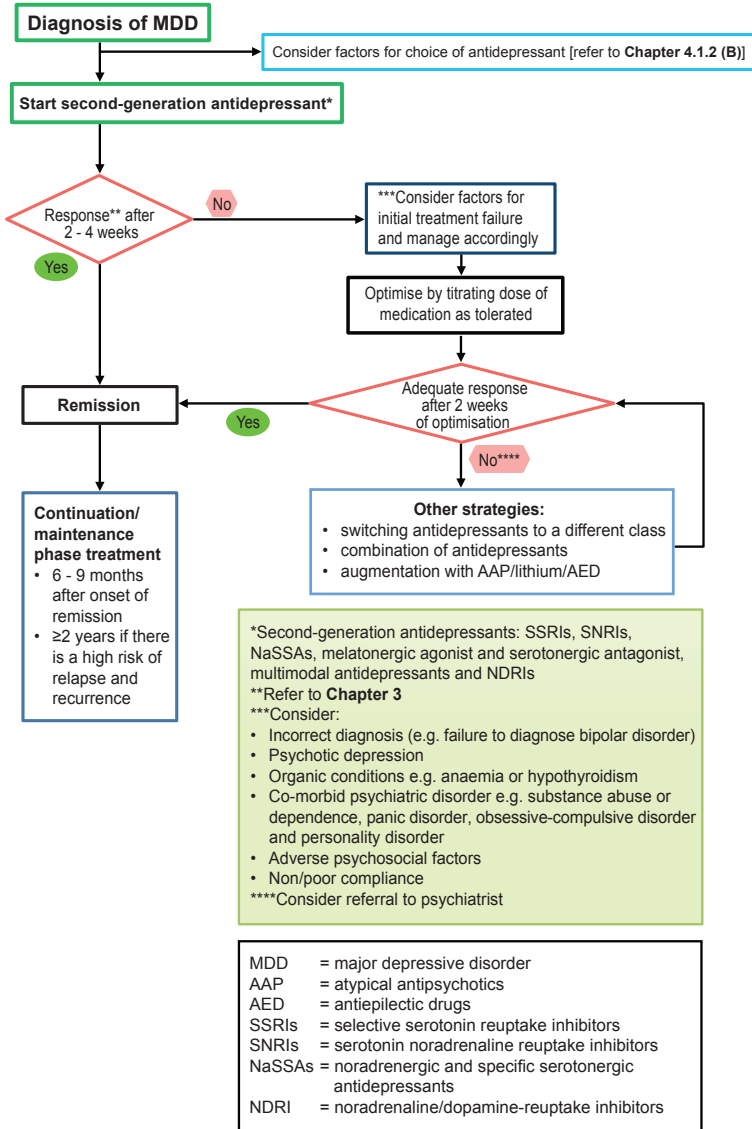 Diagnosis of MDD
Consider factors for choice of antidepressant [refer to Chapter 4.1.2 (B)]
Start second-generation antidepressant*
Response** after
2 - 4 weeks
No
Yes
***Consider factors for
initial treatment failure
and manage accordingly
Optimise by titrating dose of
medication as tolerated
Adequate response
after 2 weeks
of optimisation
Yes
Remission
No****
Continuation/
maintenance
phase treatment
• 6 - 9 months
after onset of
remission
• ≥2 years if there
is a high risk of
relapse and
recurrence
Other strategies:
• switching antidepressants to a different class
• combination of antidepressants
• augmentation with AAP/lithium/AED
*Second-generation antidepressants: SSRIs, SNRIs,
NaSSAs, melatonergic agonist and serotonergic antagonist,
multimodal antidepressants and NDRIs
**Refer to Chapter 3
***Consider:
• Incorrect diagnosis (e.g. failure to diagnose bipolar disorder)
• Psychotic depression
• Organic conditions e.g. anaemia or hypothyroidism
• Co-morbid psychiatric disorder e.g. substance abuse or
dependence, panic disorder, obsessive-compulsive disorder
and personality disorder
• Adverse psychosocial factors
• Non/poor compliance
****Consider referral to psychiatrist
MDD = major depressive disorder
AAP = atypical antipsychotics
AED = antiepilectic drugs
SSRIs = selective serotonin reuptake inhibitors
SNRIs = serotonin noradrenaline reuptake inhibitors
NaSSAs = noradrenergic and specific serotonergic
antidepressants
NDRI = noradrenaline/dopamine-reuptake inhibitors